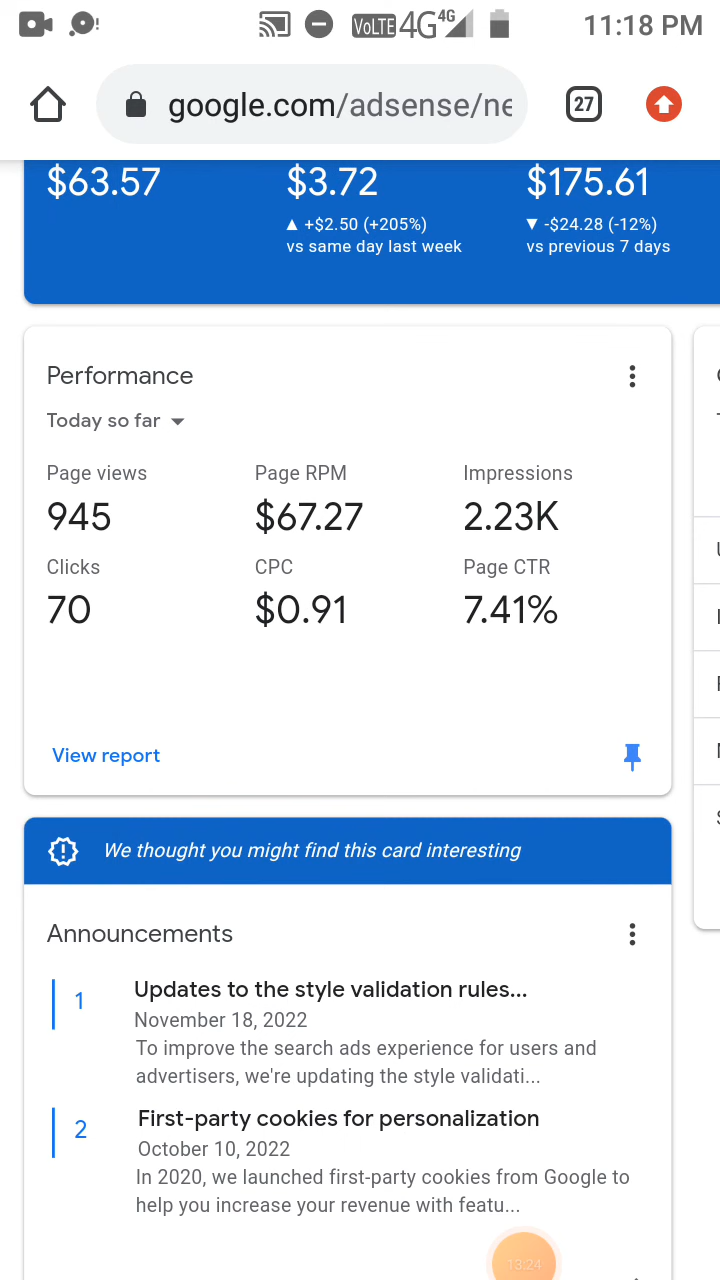 VoLTE 4G 4G 11:18 PM
google.com/adsense/ne 27
$63.57 $3.72 $175.61
▲ +$2.50 (+205%) ▼ -$24.28 (-12%)
vs same day last week vs previous 7 days
Performance
Today so far
Page views Page RPM Impressions
945 $67.27 2.23K
Clicks CPC Page CTR
70 $0.91 7.41%
View report
We thought you might find this card interesting
Announcements
1 Updates to the style validation rules...
November 18, 2022
To improve the search ads experience for users and
advertisers, we're updating the style validati...
2 First-party cookies for personalization
October 10, 2022
In 2020, we launched first-party cookies from Google to
help you increase your revenue with featu...
13:24